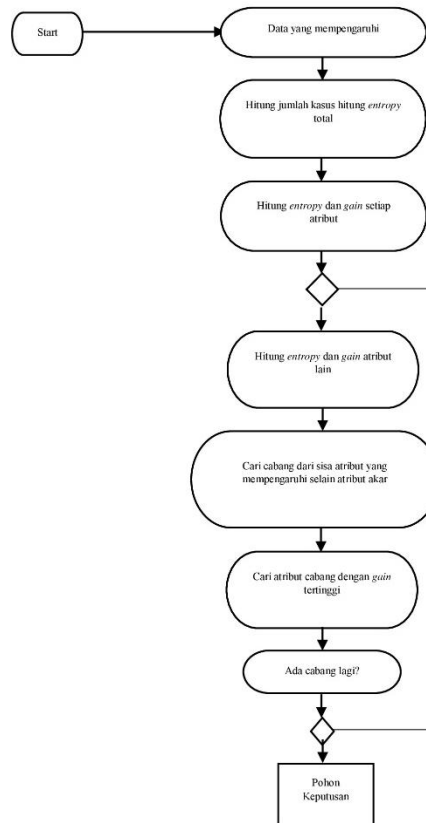 Start
Data yang mempengaruhi
Hitung jumlah kasus hitung entropy
total
Hitung entropy dan gain setiap
atribut
Hitung entropy dan gain atribut
lain
Cari cabang dari sisa atribut yang
mempengaruhi selain atribut akar
Cari atribut cabang dengan gain
tertinggi
Ada cabang lagi?
Pohon
Keputusan